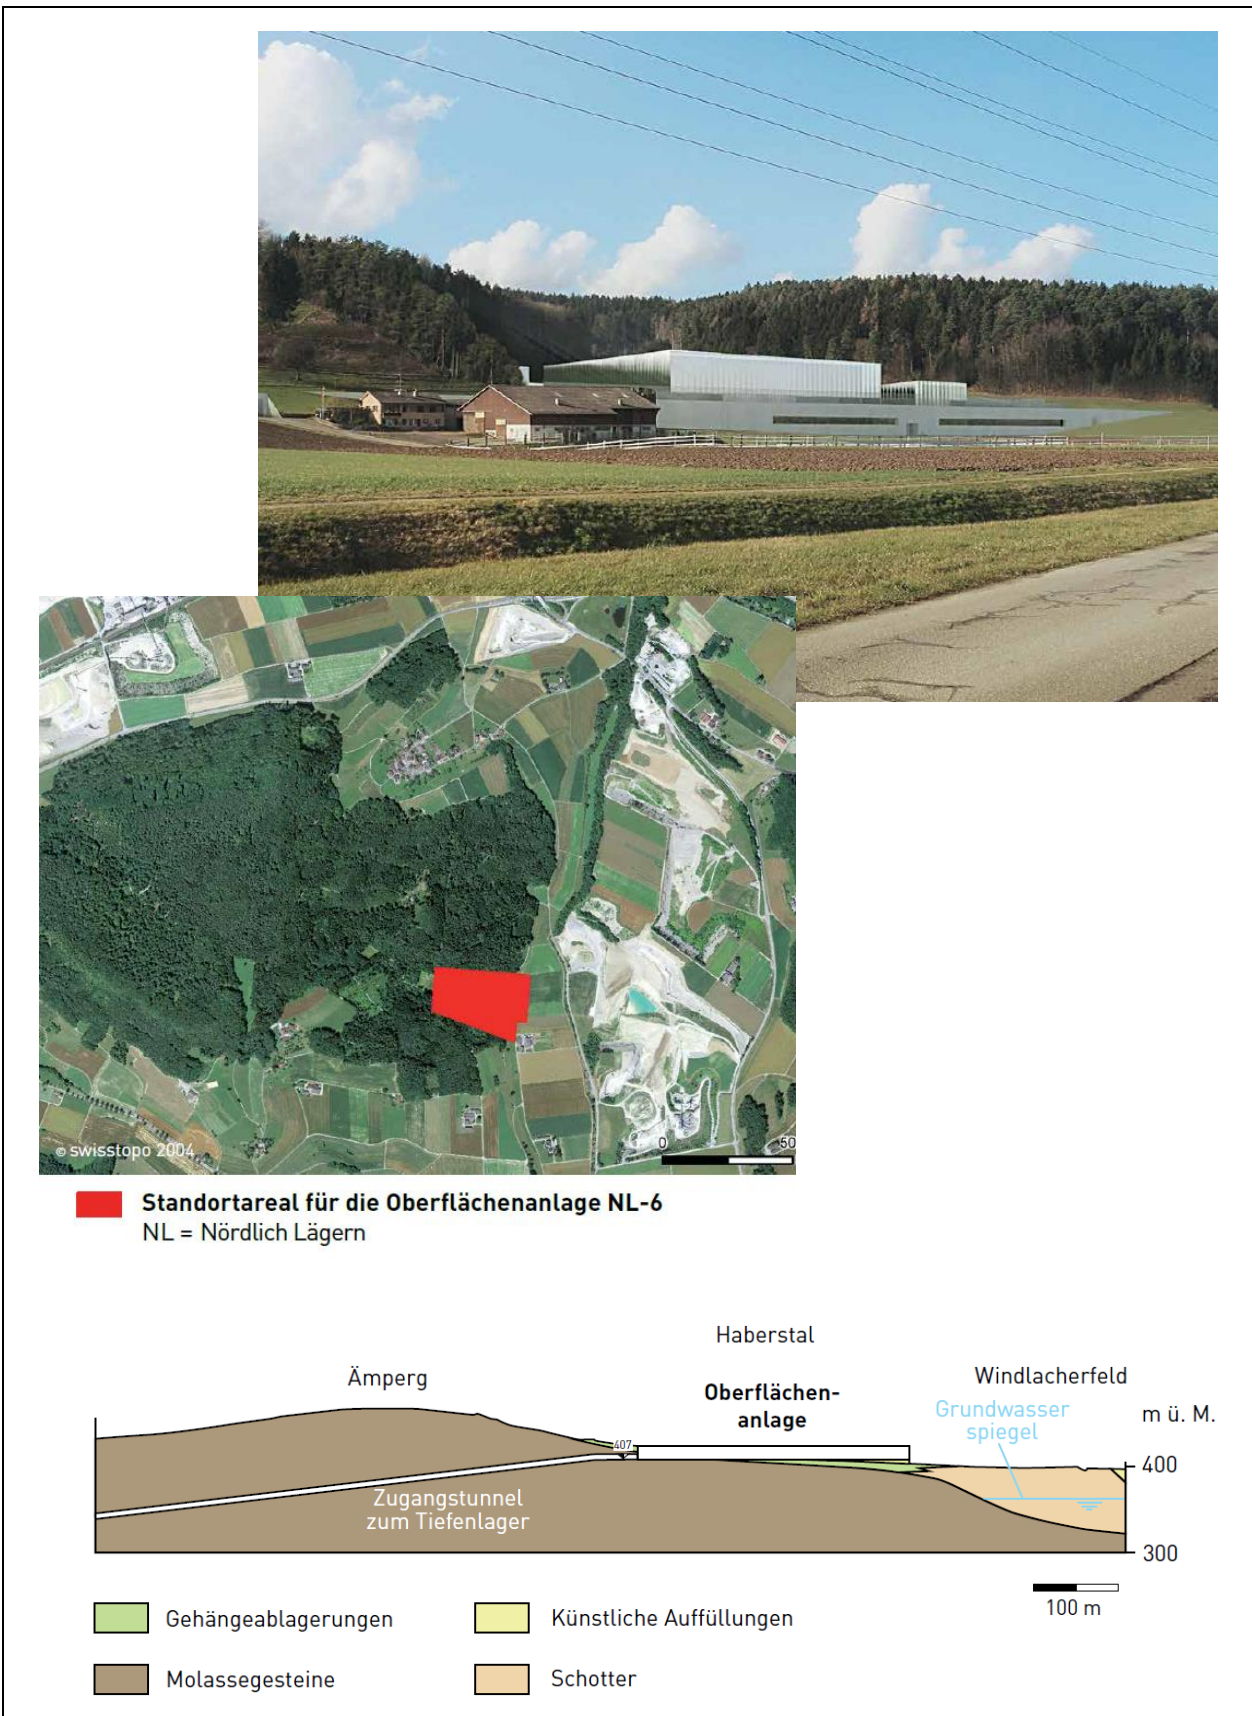 © swisstopo 2004
0
50
Standortareal für die Oberflächenanlage NL-6
NL = Nördlich Lägern
Haberstal
Ämperg
Oberflächen-
anlage
Windlacherfeld
Grundwasser
spiegel
m ü. M.
407
400
Zugangstunnel
zum Tiefenlager
300
100 m
Gehängeablagerungen
Künstliche Auffüllungen
Molassegesteine
Schotter